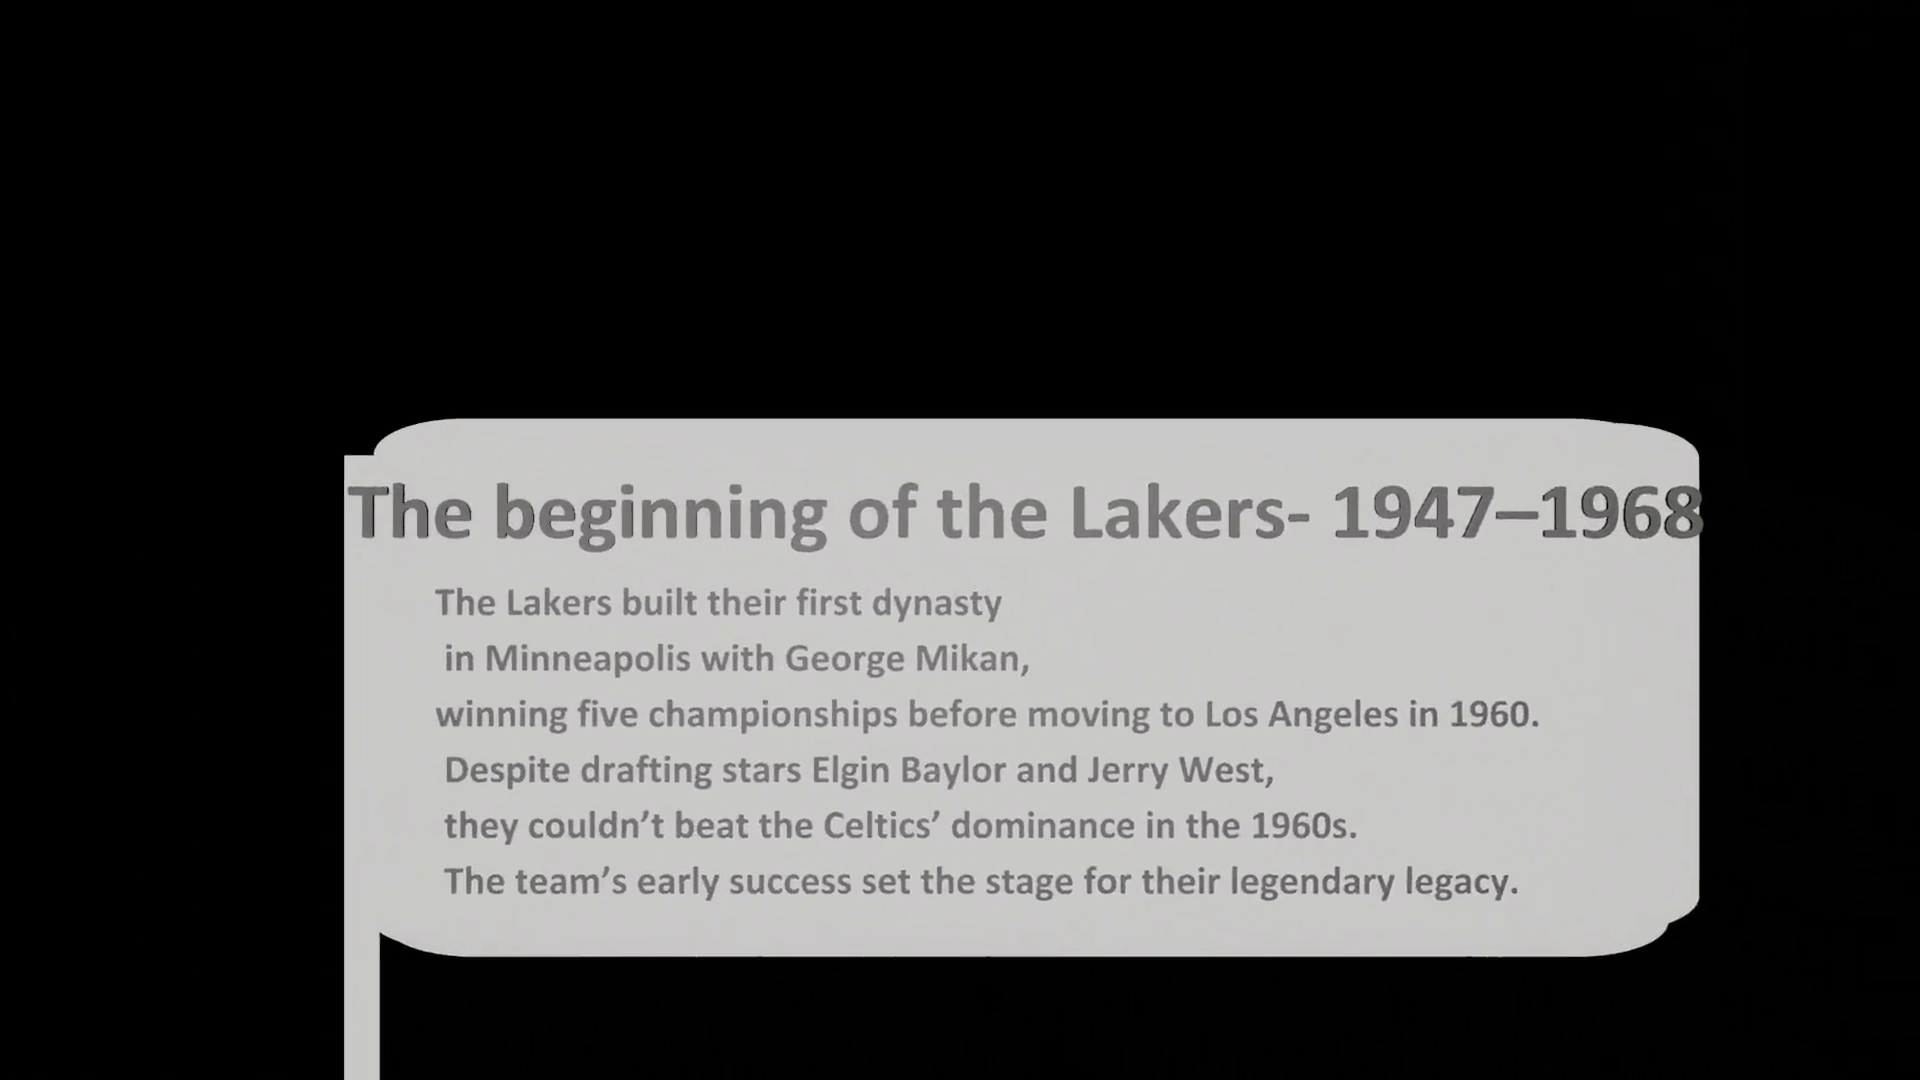 The beginning of the Lakers- 1947–1968
The Lakers built their first dynasty
in Minneapolis with George Mikan,
winning five championships before moving to Los Angeles in 1960.
Despite drafting stars Elgin Baylor and Jerry West,
they couldn’t beat the Celtics’ dominance in the 1960s.
The team’s early success set the stage for their legendary legacy.